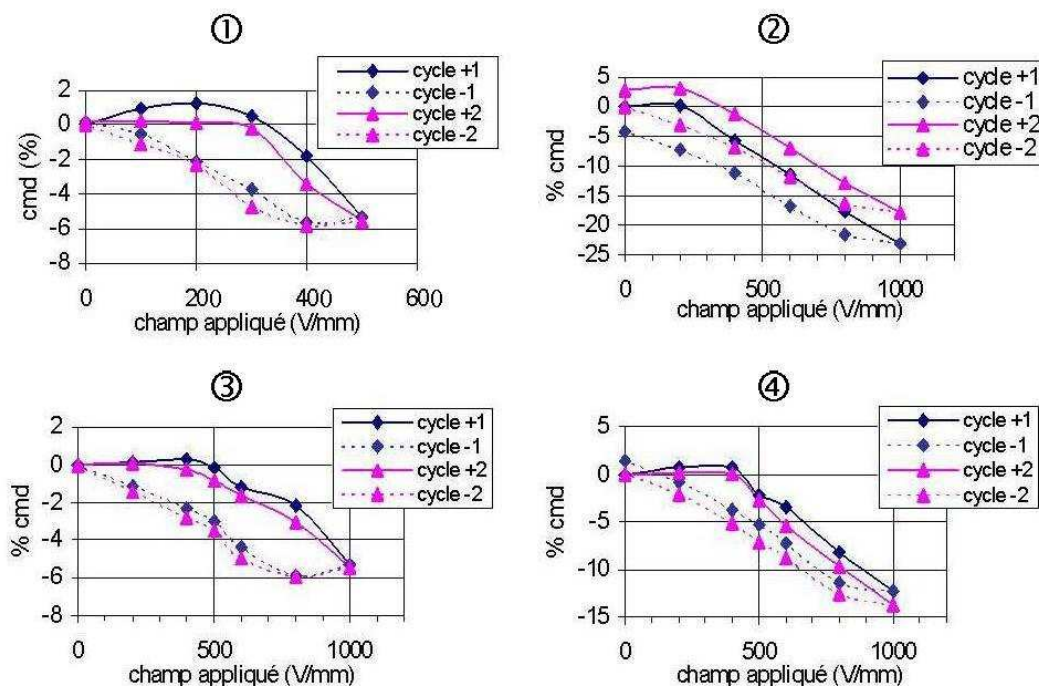 ①
cycle +1
cycle -1
cycle +2
cycle -2
2
0
-2
-4
-6
-8
cmd (%)
0 200 400 600
champ appliqué (V/mm)
②
cycle +1
cycle -1
cycle +2
cycle -2
5
0
-5
-10
-15
-20
-25
% cmd
0 500 1000
champ appliqué (V/mm)
③
cycle +1
cycle -1
cycle +2
cycle -2
2
0
-2
-4
-6
-8
% cmd
0 500 1000
champ appliqué (V/mm)
④
cycle +1
cycle -1
cycle +2
cycle -2
5
0
-5
-10
-15
% cmd
0 500 1000
champ appliqué (V/mm)